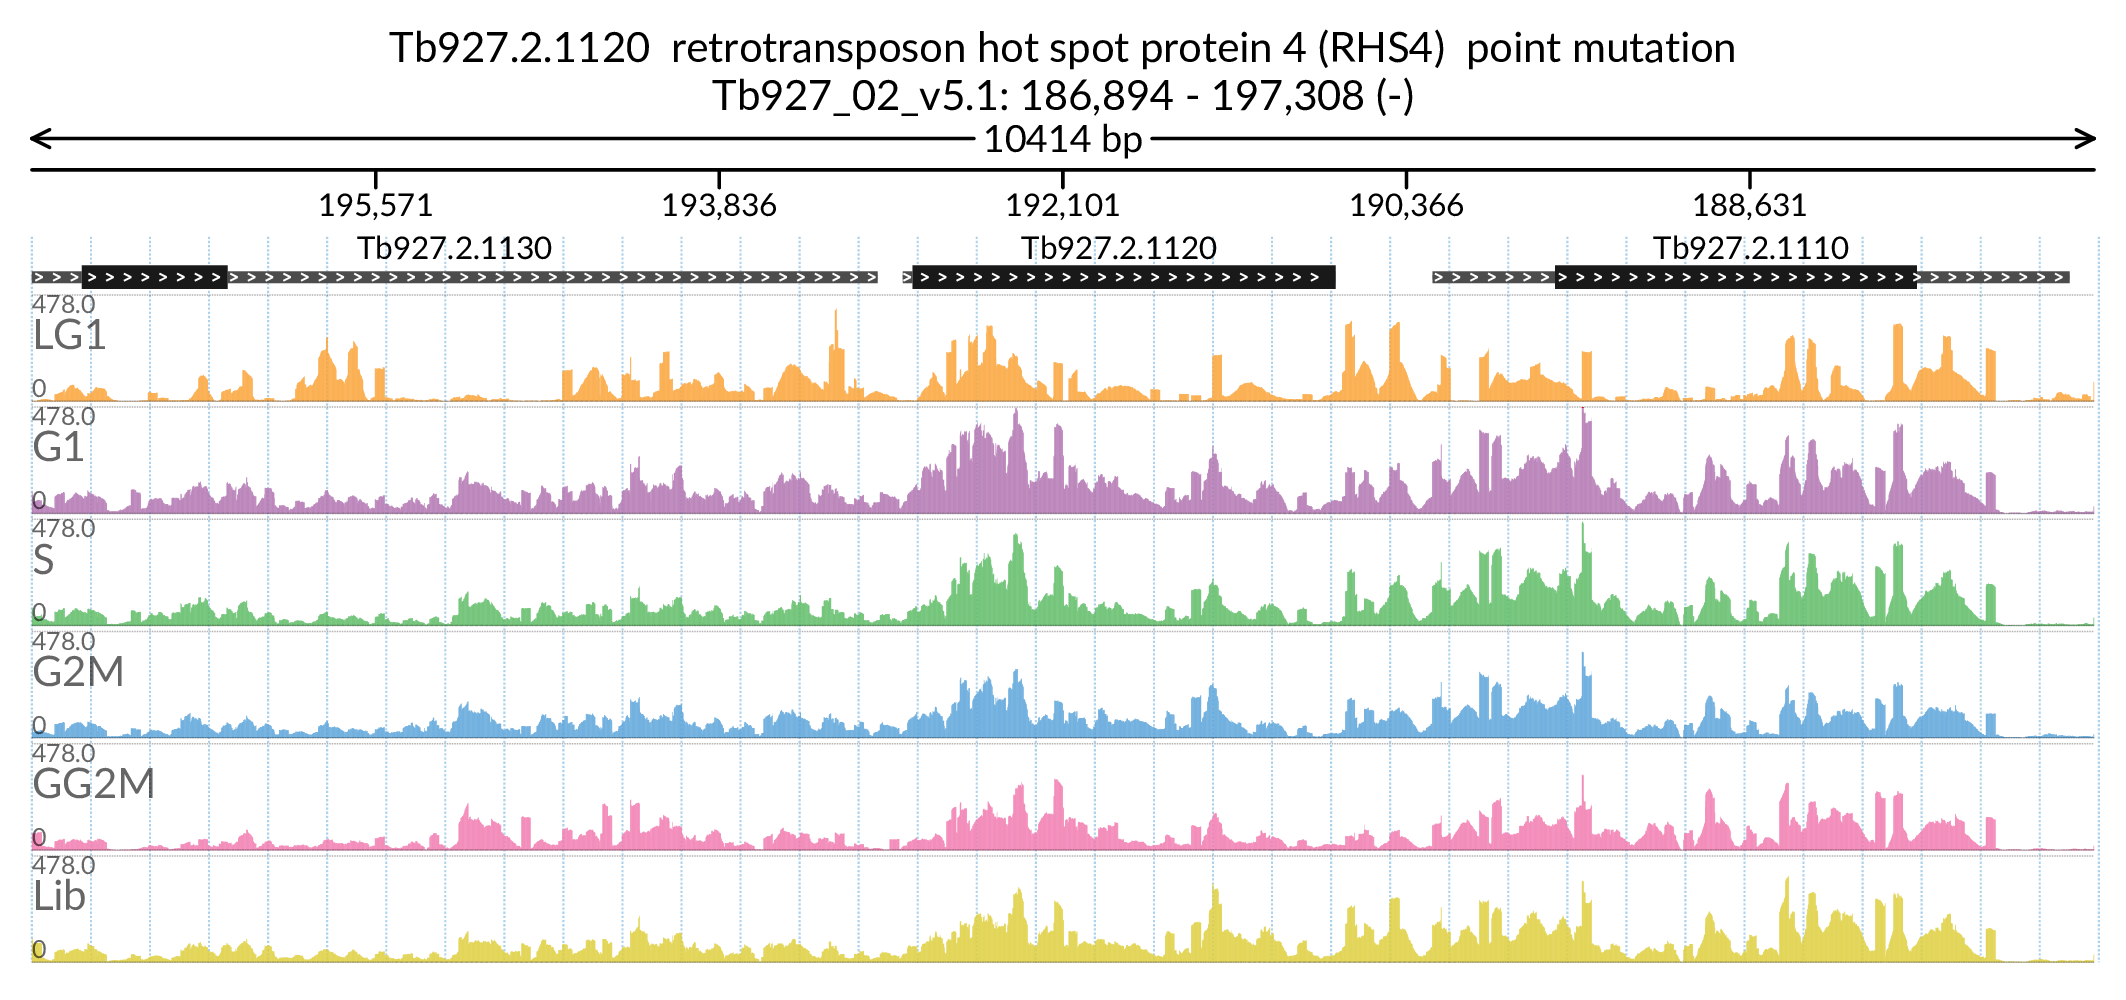 Tb927.2.1120 retrotransposon hot spot protein 4 (RHS4) point mutation
Tb927_02_v5.1: 186,894 - 197,308 (-)
10414 bp
195,571 193,836 192,101 190,366 188,631
Tb927.2.1130 Tb927.2.1120 Tb927.2.1110
478.0
LG1
0
478.0
G1
0
478.0
S
0
478.0
G2M
0
478.0
GG2M
0
478.0
Lib
0